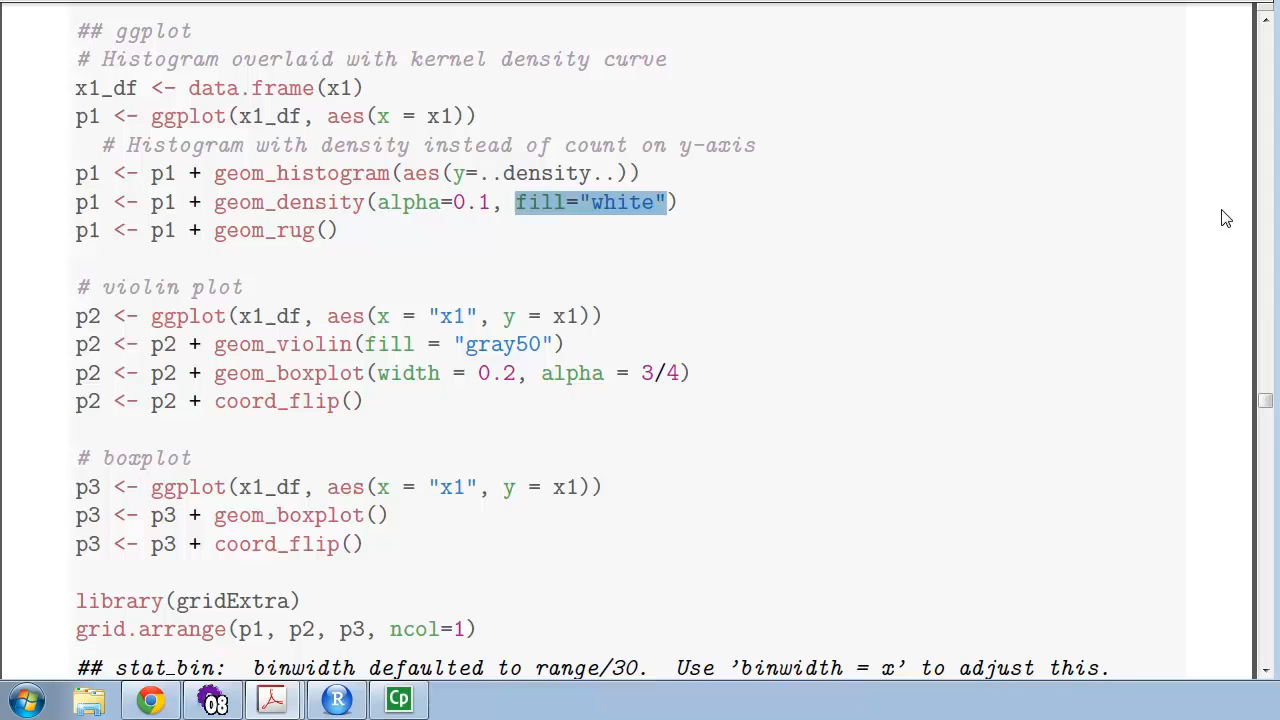 ## ggplot
# Histogram overlaid with kernel density curve
x1_df <- data.frame(x1)
p1 <- ggplot(x1_df, aes(x = x1))
# Histogram with density instead of count on y-axis
p1 <- p1 + geom_histogram(aes(y=..density..))
p1 <- p1 + geom_density(alpha=0.1, fill="white")
p1 <- p1 + geom_rug()
# violin plot
p2 <- ggplot(x1_df, aes(x = "x1", y = x1))
p2 <- p2 + geom_violin(fill = "gray50")
p2 <- p2 + geom_boxplot(width = 0.2, alpha = 3/4)
p2 <- p2 + coord_flip()
# boxplot
p3 <- ggplot(x1_df, aes(x = "x1", y = x1))
p3 <- p3 + geom_boxplot()
p3 <- p3 + coord_flip()
library(gridExtra)
grid.arrange(p1, p2, p3, ncol=1)
## stat_bin: binwidth defaulted to range/30. Use 'binwidth = x' to adjust this.
08
R
Cp